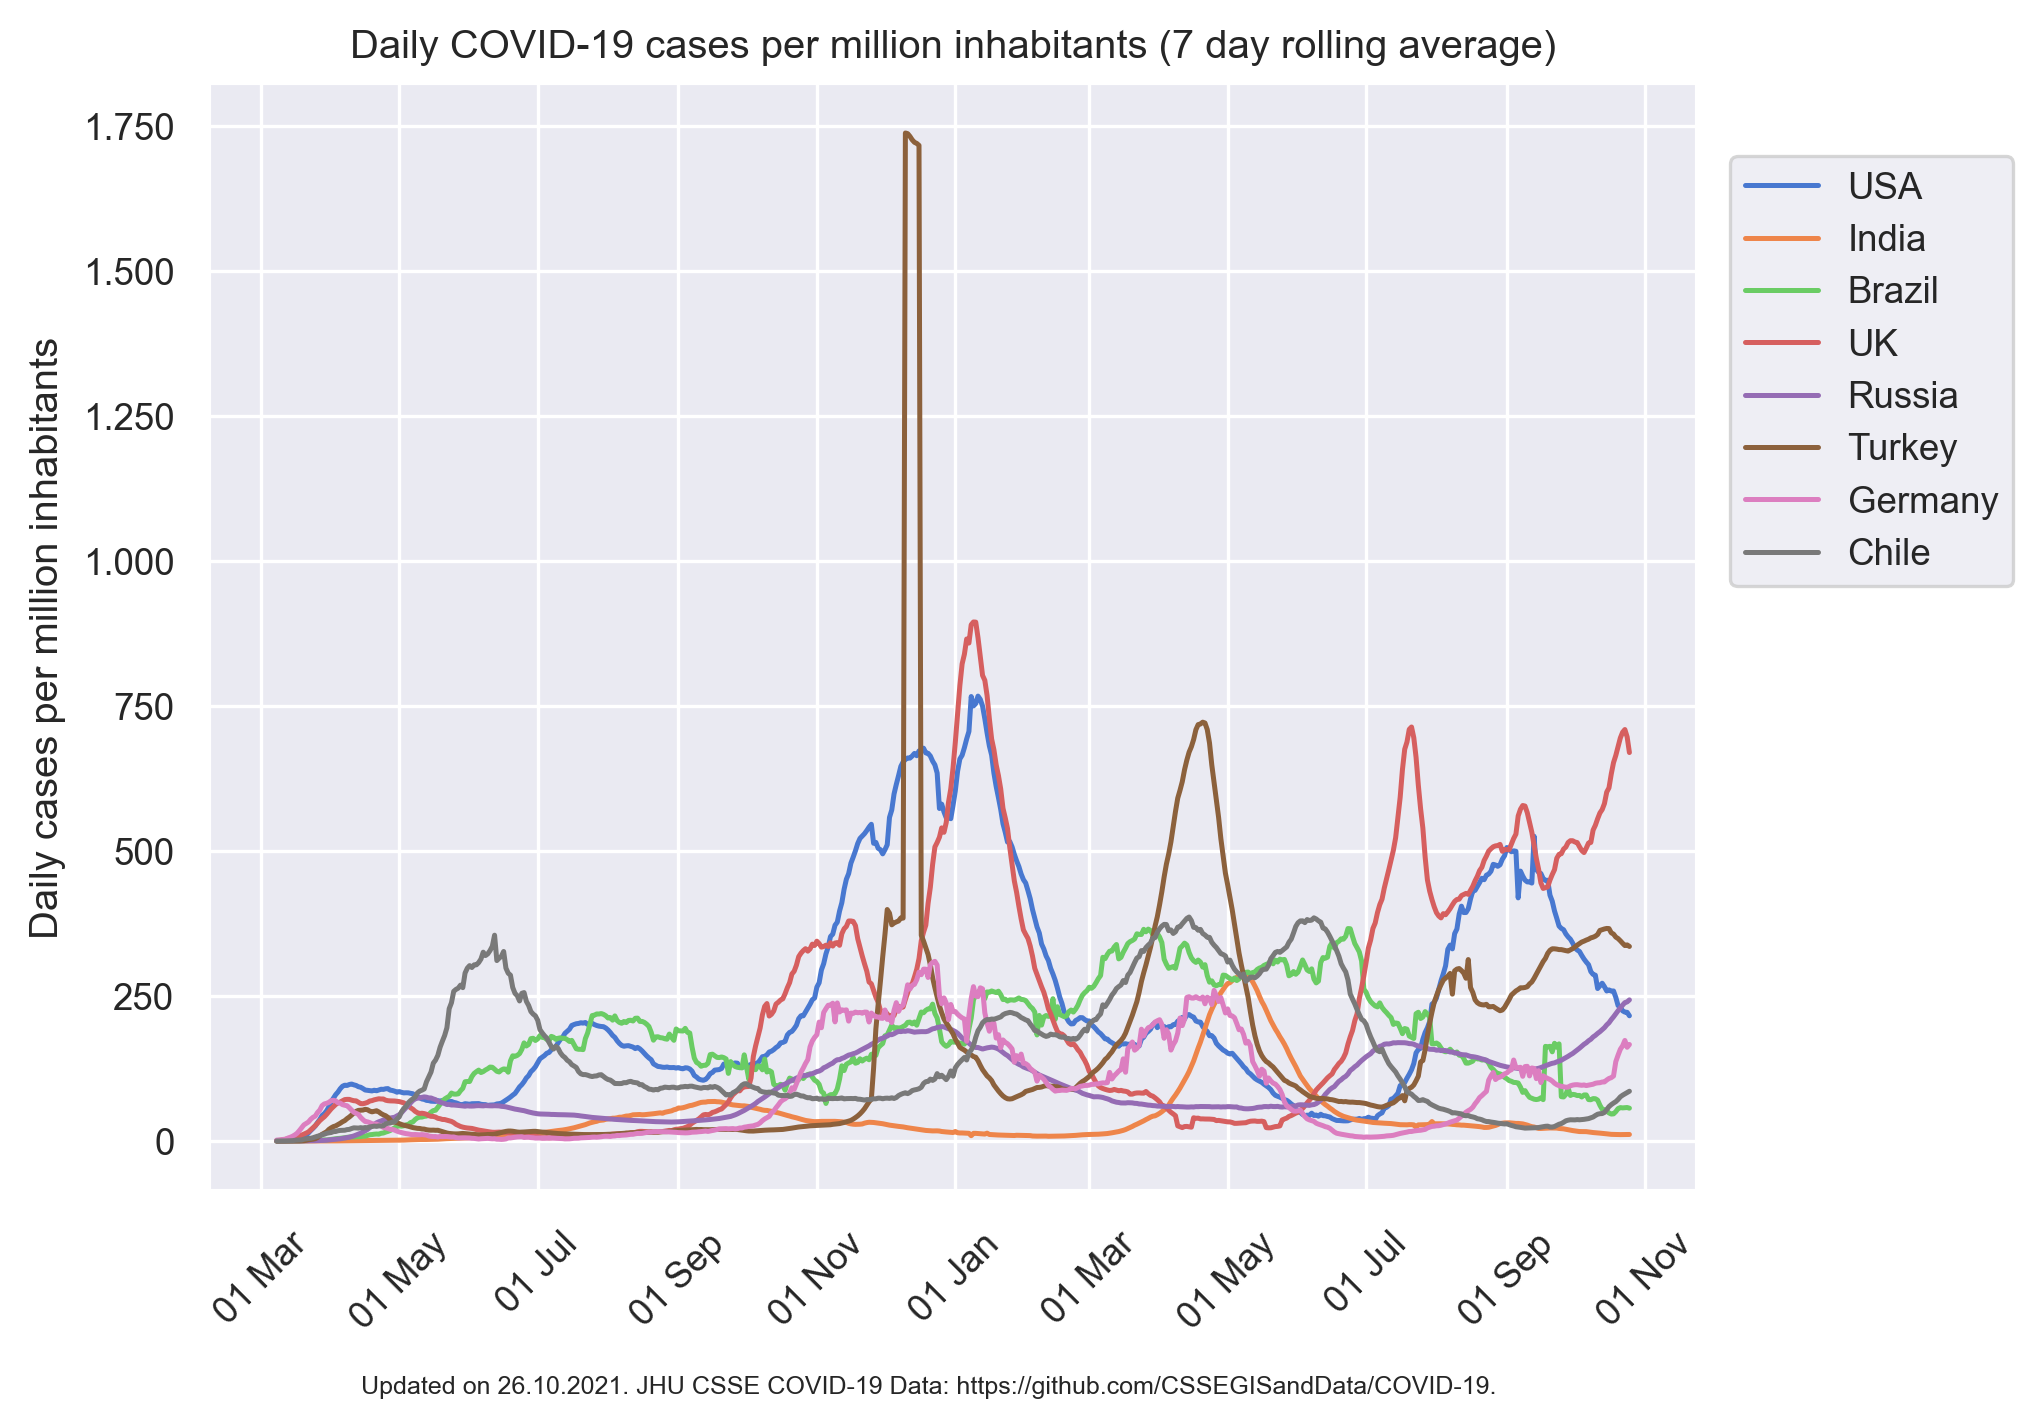 Daily COVID-19 cases per million inhabitants (7 day rolling average)
Daily cases per million inhabitants
1.750
1.500
1.250
1.000
750
500
250
0
01 Mar
01 May
01 Jul
01 Sep
01 Nov
01 Jan
01 Mar
01 May
01 Jul
01 Sep
01 Nov
USA
India
Brazil
UK
Russia
Turkey
Germany
Chile
Updated on 26.10.2021. JHU CSSE COVID-19 Data: https://github.com/CSSEGISandData/COVID-19.